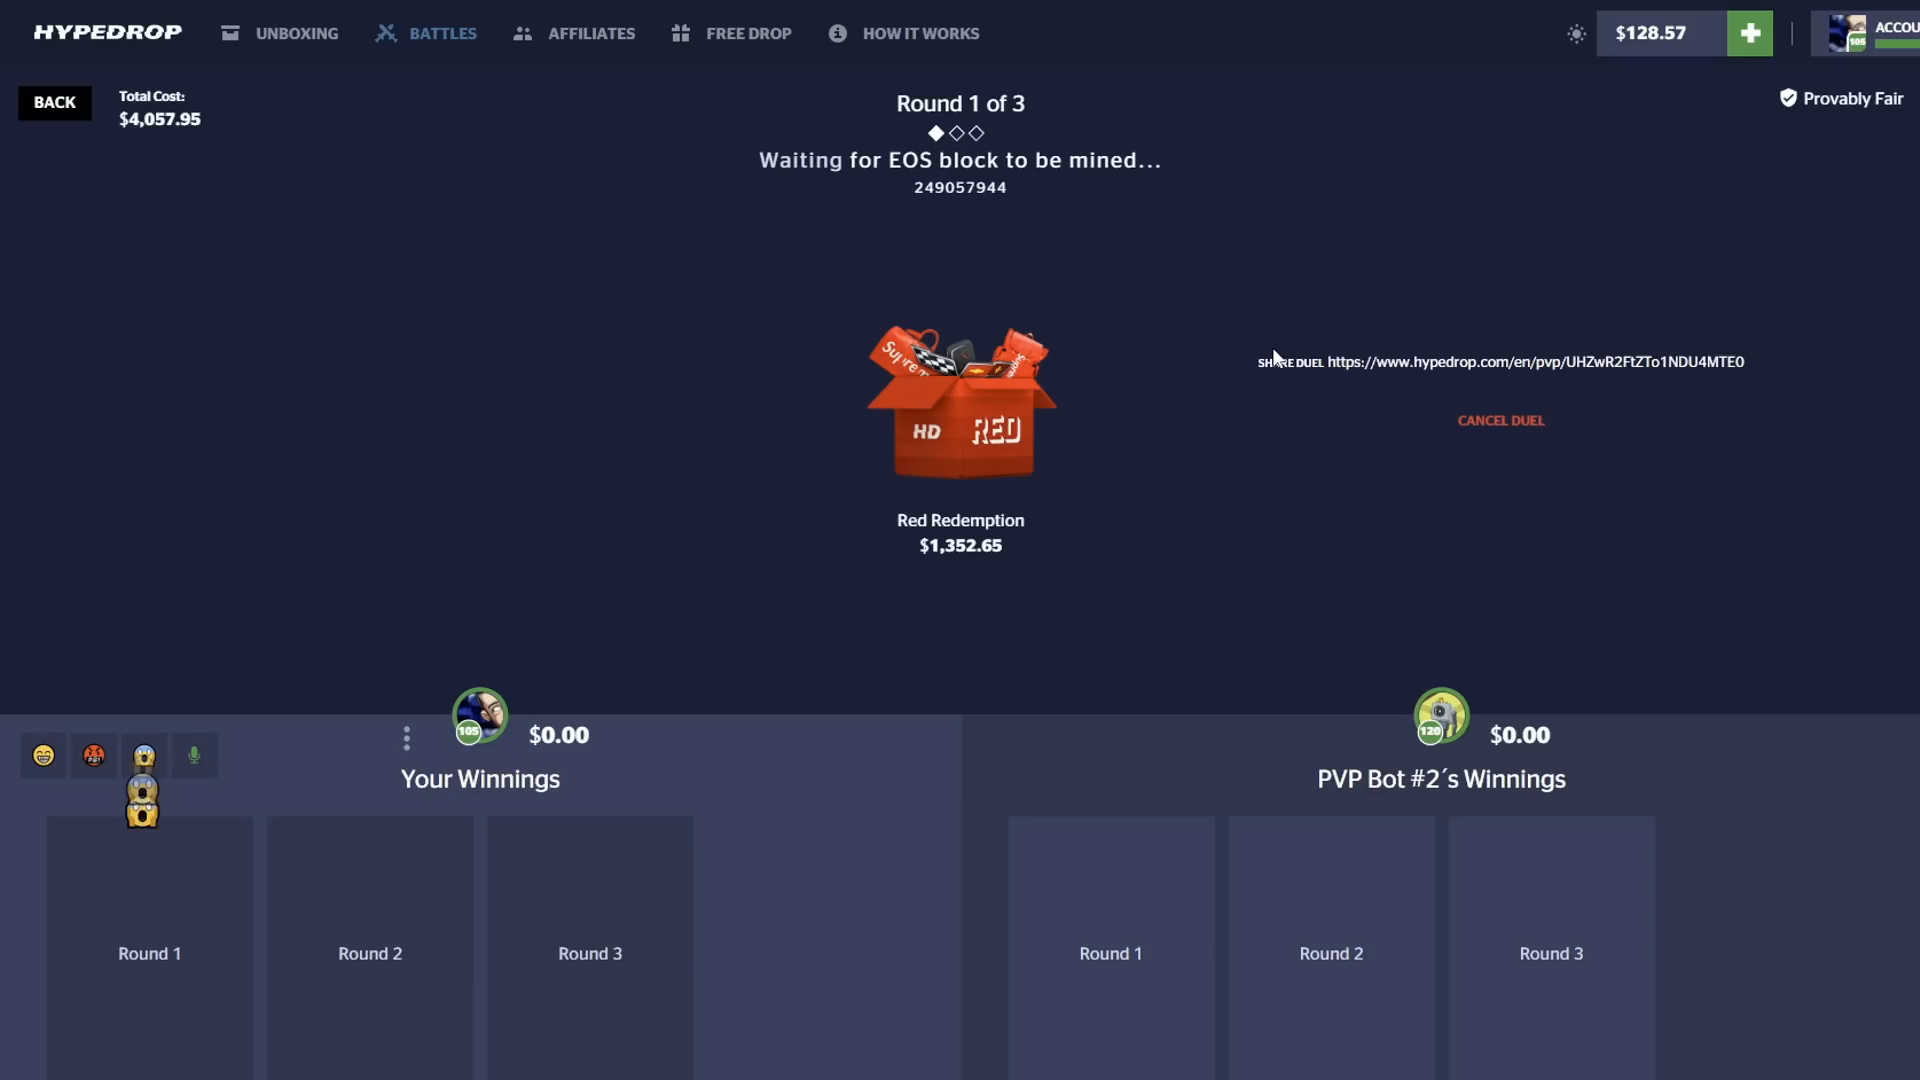 HYPEDROP
UNBOXING
BATTLES
AFFILIATES
FREE DROP
HOW IT WORKS
$128.57
105
ACCOU
BACK
Total Cost:
$4,057.95
Round 1 of 3
Waiting for EOS block to be mined...
249057944
Provably Fair
Supreme
HD RED
SHARE DUEL https://www.hypedrop.com/en/pvp/UHZwR2FtZTo1NDU4MTE0
CANCEL DUEL
Red Redemption
$1,352.65
105
$0.00
Your Winnings
120
$0.00
PVP Bot #2´s Winnings
Round 1
Round 2
Round 3
Round 1
Round 2
Round 3